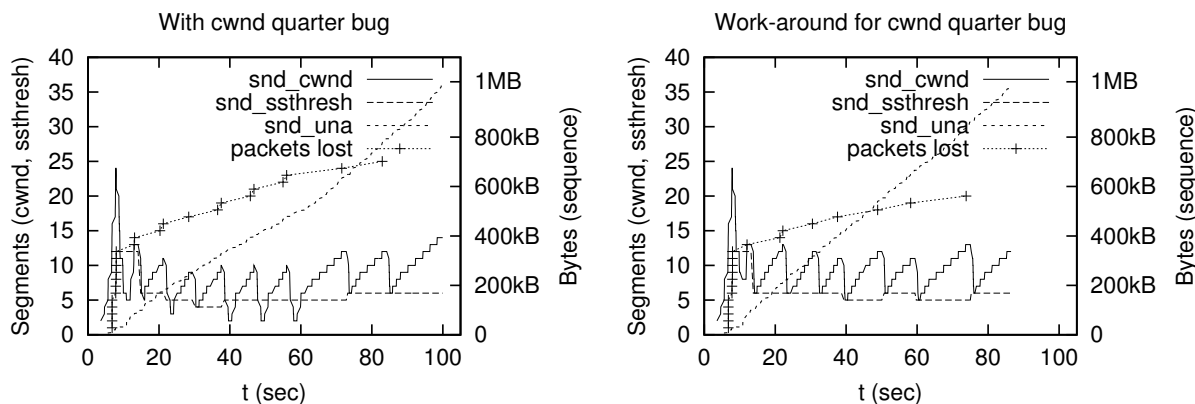 With cwnd quarter bug
Segments (cwnd, ssthresh)
40
35
30
25
20
15
10
5
0
snd_cwnd
snd_ssthresh
snd_una
packets lost
1MB
800kB
600kB
400kB
200kB
0
Bytes (sequence)
0 20 40 60 80 100
t (sec)
Work-around for cwnd quarter bug
Segments (cwnd, ssthresh)
40
35
30
25
20
15
10
5
0
snd_cwnd
snd_ssthresh
snd_una
packets lost
1MB
800kB
600kB
400kB
200kB
0
Bytes (sequence)
0 20 40 60 80 100
t (sec)